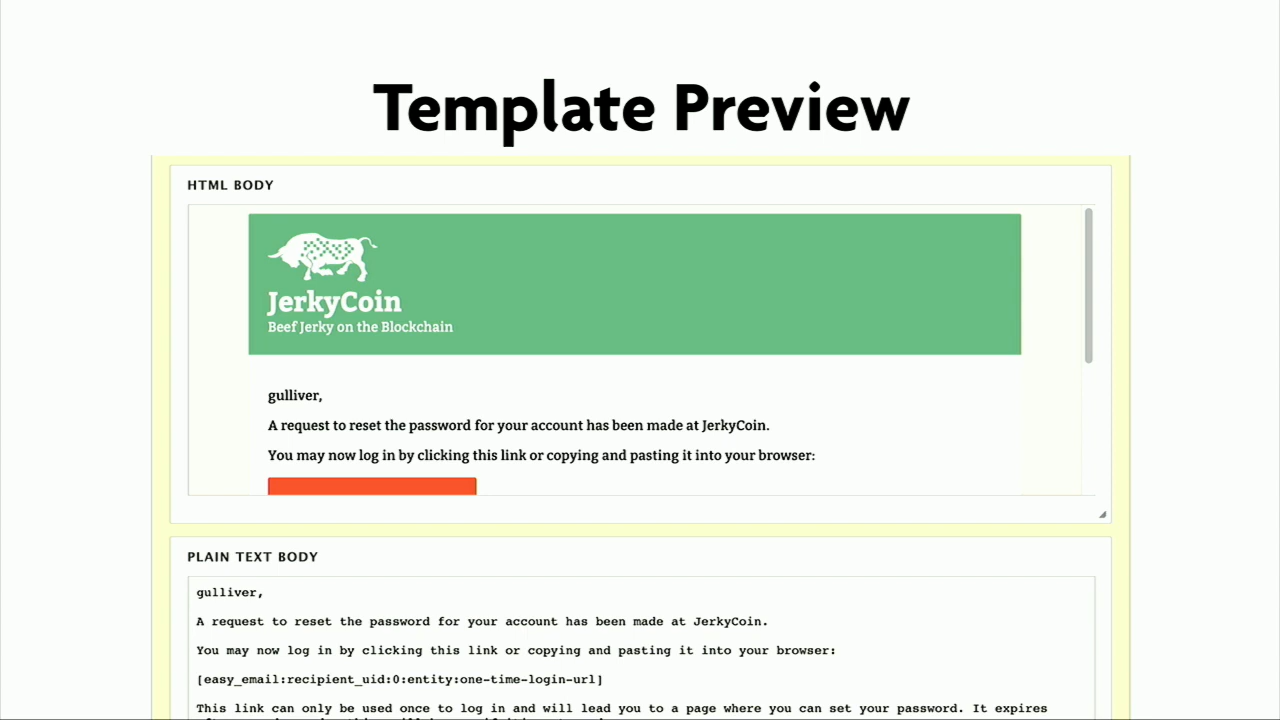 Template Preview
HTML BODY
JerkyCoin
Beef Jerky on the Blockchain
gulliver,
A request to reset the password for your account has been made at JerkyCoin.
You may now log in by clicking this link or copying and pasting it into your browser:
PLAIN TEXT BODY
gulliver,
A request to reset the password for your account has been made at JerkyCoin.
You may now log in by clicking this link or copying and pasting it into your browser:
[easy_email:recipient_uid:0:entity:one-time-login-url]
This link can only be used once to log in and will lead you to a page where you can set your password. It expires